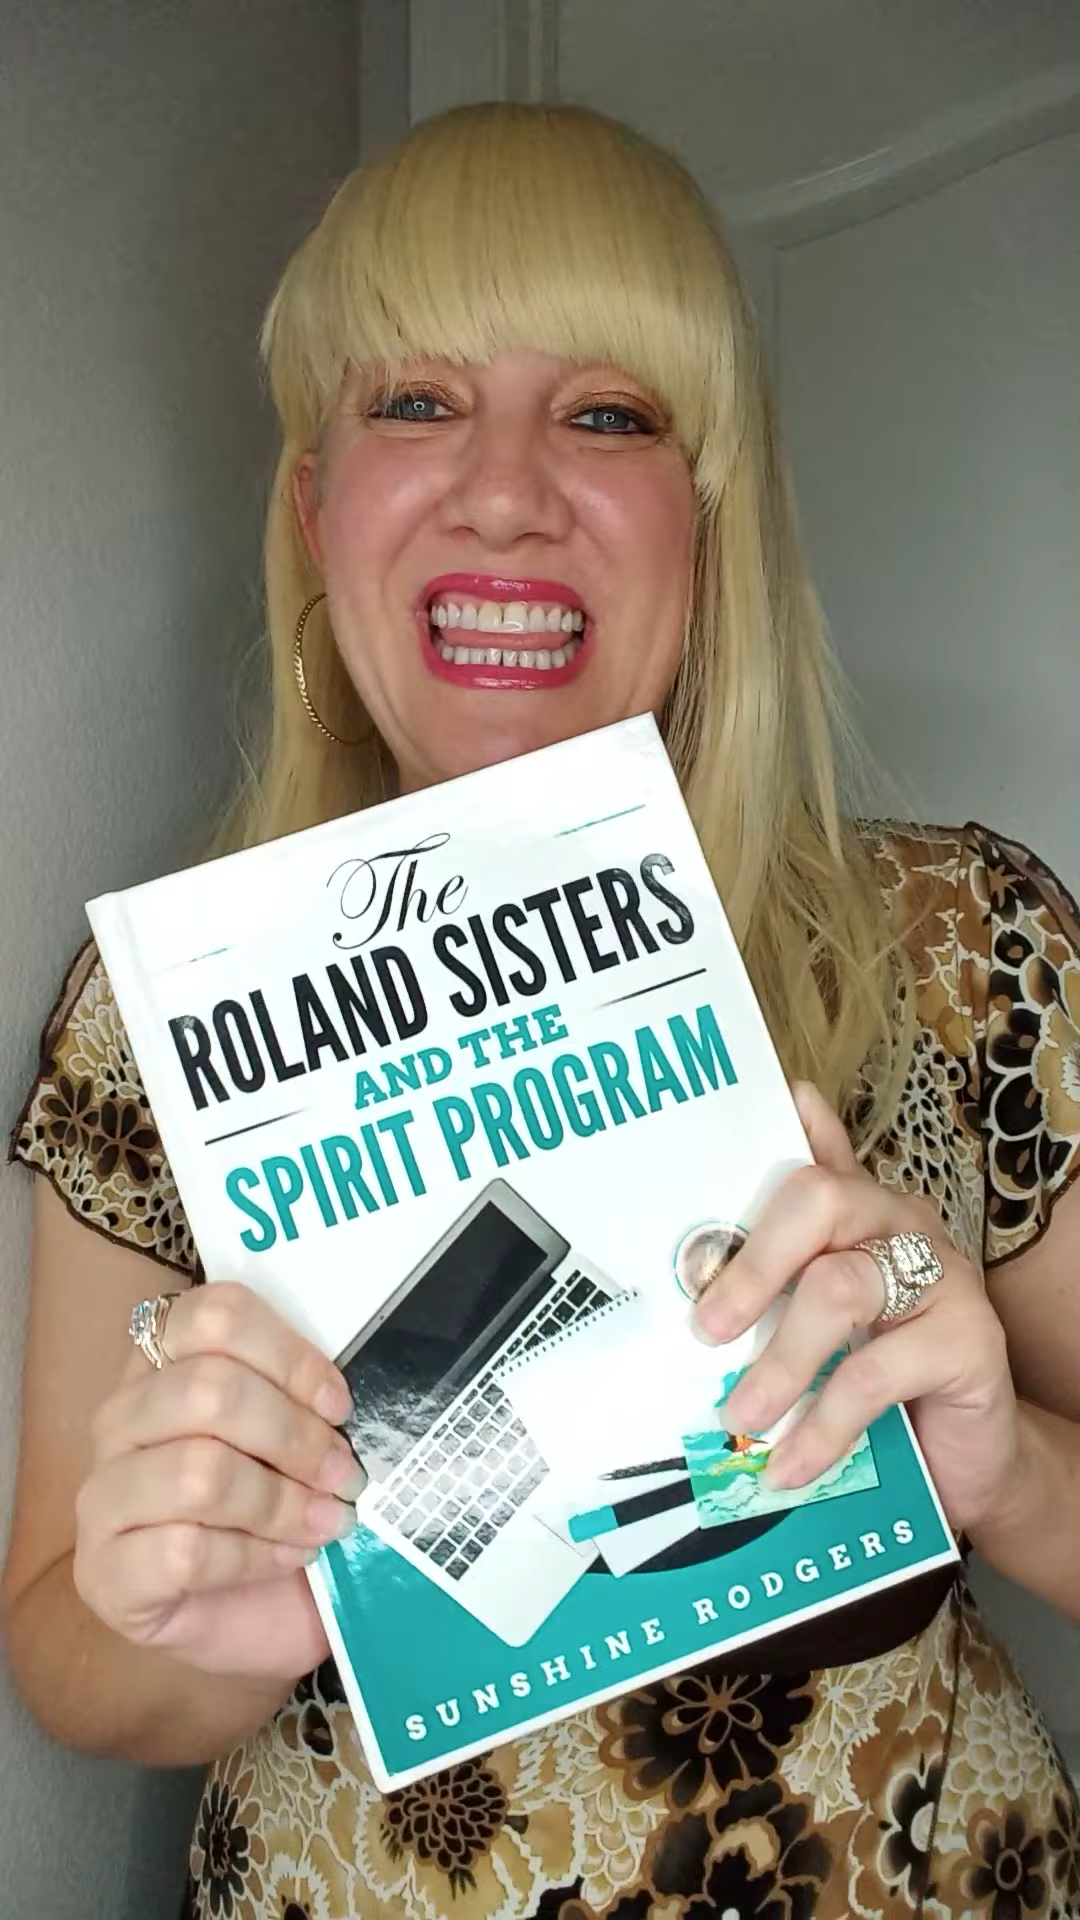 The
ROLAND SISTERS
AND THE
SPIRIT PROGRAM
SUNSHINE RODGERS